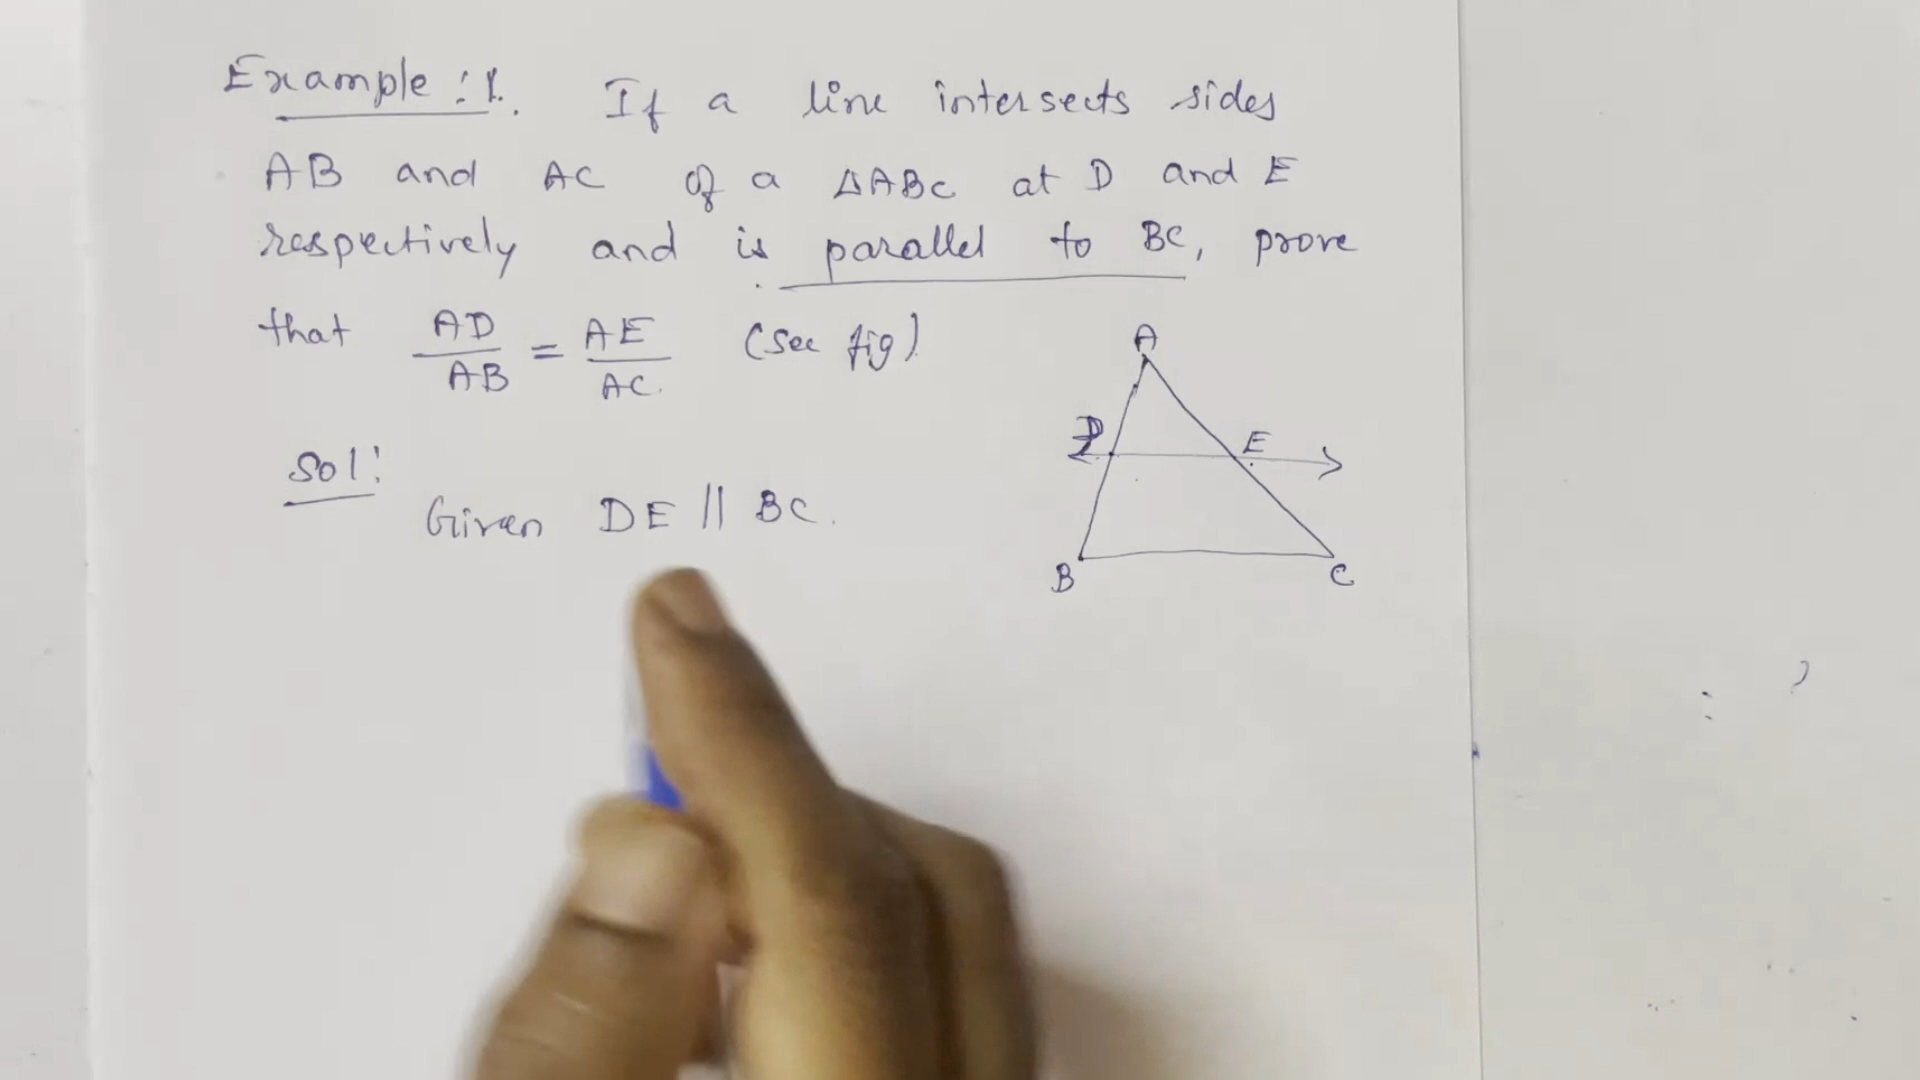 Example : 1. If a line intersects sides
AB and AC of a ΔABC at D and E
respectively and is parallel to BC, prove
that AD/AB = AE/AC (See fig)
A
D E
Sol:
Given DE || BC.
B C